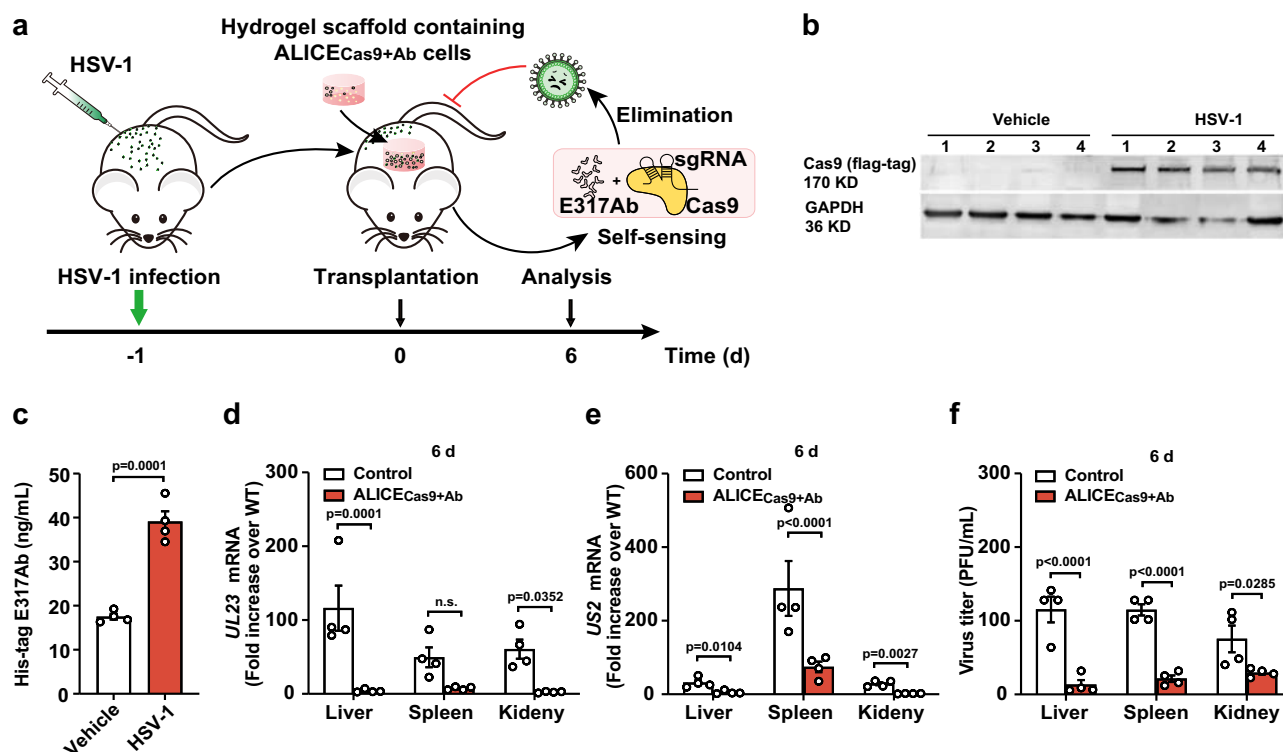 a
Hydrogel scaffold containing
ALICECas9+Ab cells
HSV-1
Elimination
sgRNA
+
E317Ab
Cas9
Self-sensing
HSV-1 infection
Transplantation
Analysis
-1
0
6
Time (d)
b
Vehicle
HSV-1
1 2 3 4 1 2 3 4
Cas9 (flag-tag)
170 KD
GAPDH
36 KD
c
His-tag E317Ab (ng/mL)
50
40
30
20
10
0
p=0.0001
Vehicle
HSV-1
d
6 d
UL23 mRNA
(Fold increase over WT)
300
200
100
0
Control
ALICECas9+Ab
p=0.0001
n.s.
p=0.0352
Liver
Spleen
Kideny
e
6 d
US2 mRNA
(Fold increase over WT)
600
400
200
0
Control
ALICECas9+Ab
p<0.0001
p=0.0104
p=0.0027
Liver
Spleen
Kideny
f
6 d
Virus titer (PFU/mL)
300
200
100
0
Control
ALICECas9+Ab
p<0.0001
p<0.0001
p=0.0285
Liver
Spleen
Kidney